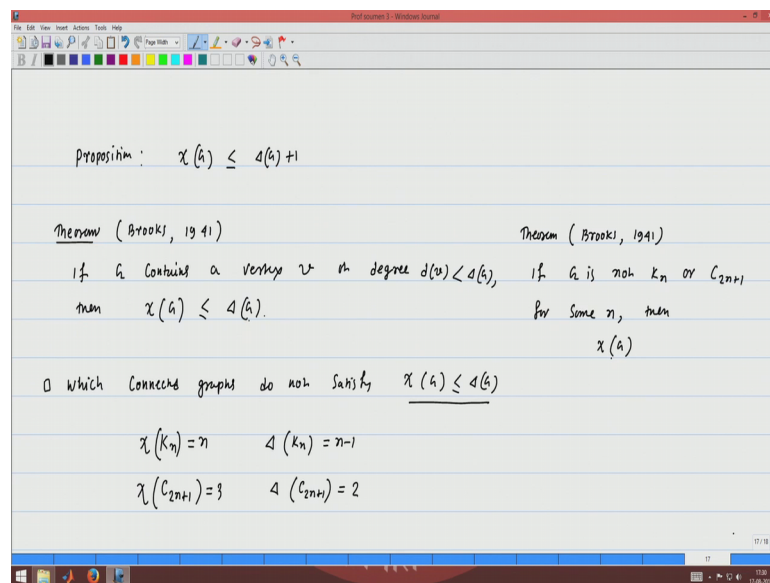 Prof soumen 3 - Windows Journal
File Edit View Insert Actions Tools Help
Page Width
B I
Proposition : χ(G) ≤ Δ(G) +1
Theorem ( Brooks, 1941)
If G Contains a vertex v of degree d(v) < Δ(G),
then χ(G) ≤ Δ(G).
Theorem ( Brooks, 1941)
If G is not Kn or C2n+1
for some n, then
χ(G)
□ which Connected graphs do not satisfy χ(G) ≤ Δ(G)
χ(Kn) = n Δ(Kn) = n-1
χ(C2n+1) = 3 Δ(C2n+1) = 2
17 / 18
17
17:30